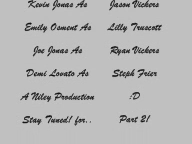 Kevin Jonas As Jason Vickers
Emily Osment As Lilly Truscott
Joe Jonas As Ryan Vickers
Demi Lovato As Steph Frier
A Niley Production :D
Stay Tuned! for.. Part 2!